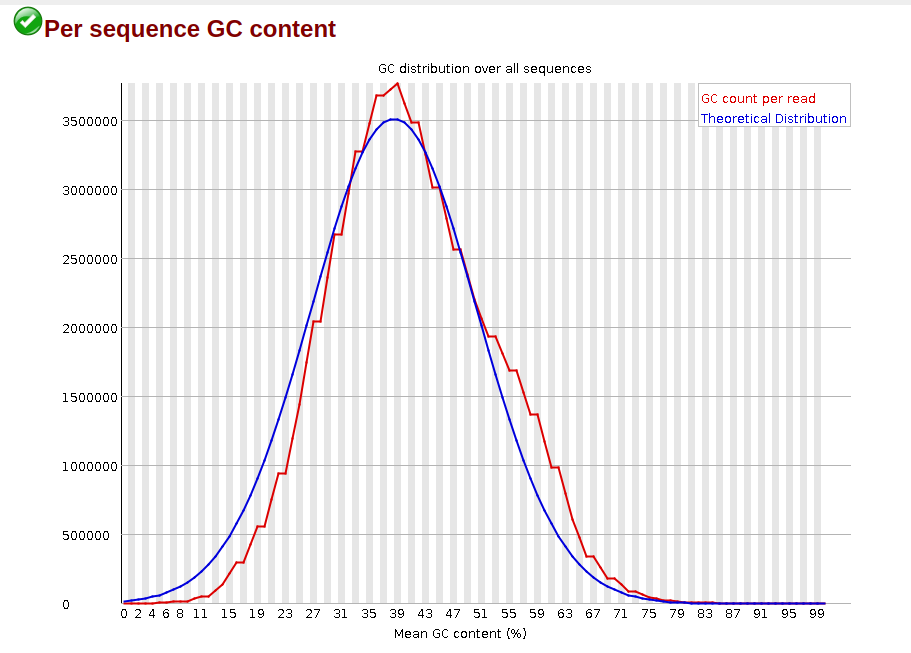 Per sequence GC content
GC distribution over all sequences
GC count per read
Theoretical Distribution
3500000
3000000
2500000
2000000
1500000
1000000
500000
0
0 2 4 6 8 11 15 19 23 27 31 35 39 43 47 51 55 59 63 67 71 75 79 83 87 91 95 99
Mean GC content (%)